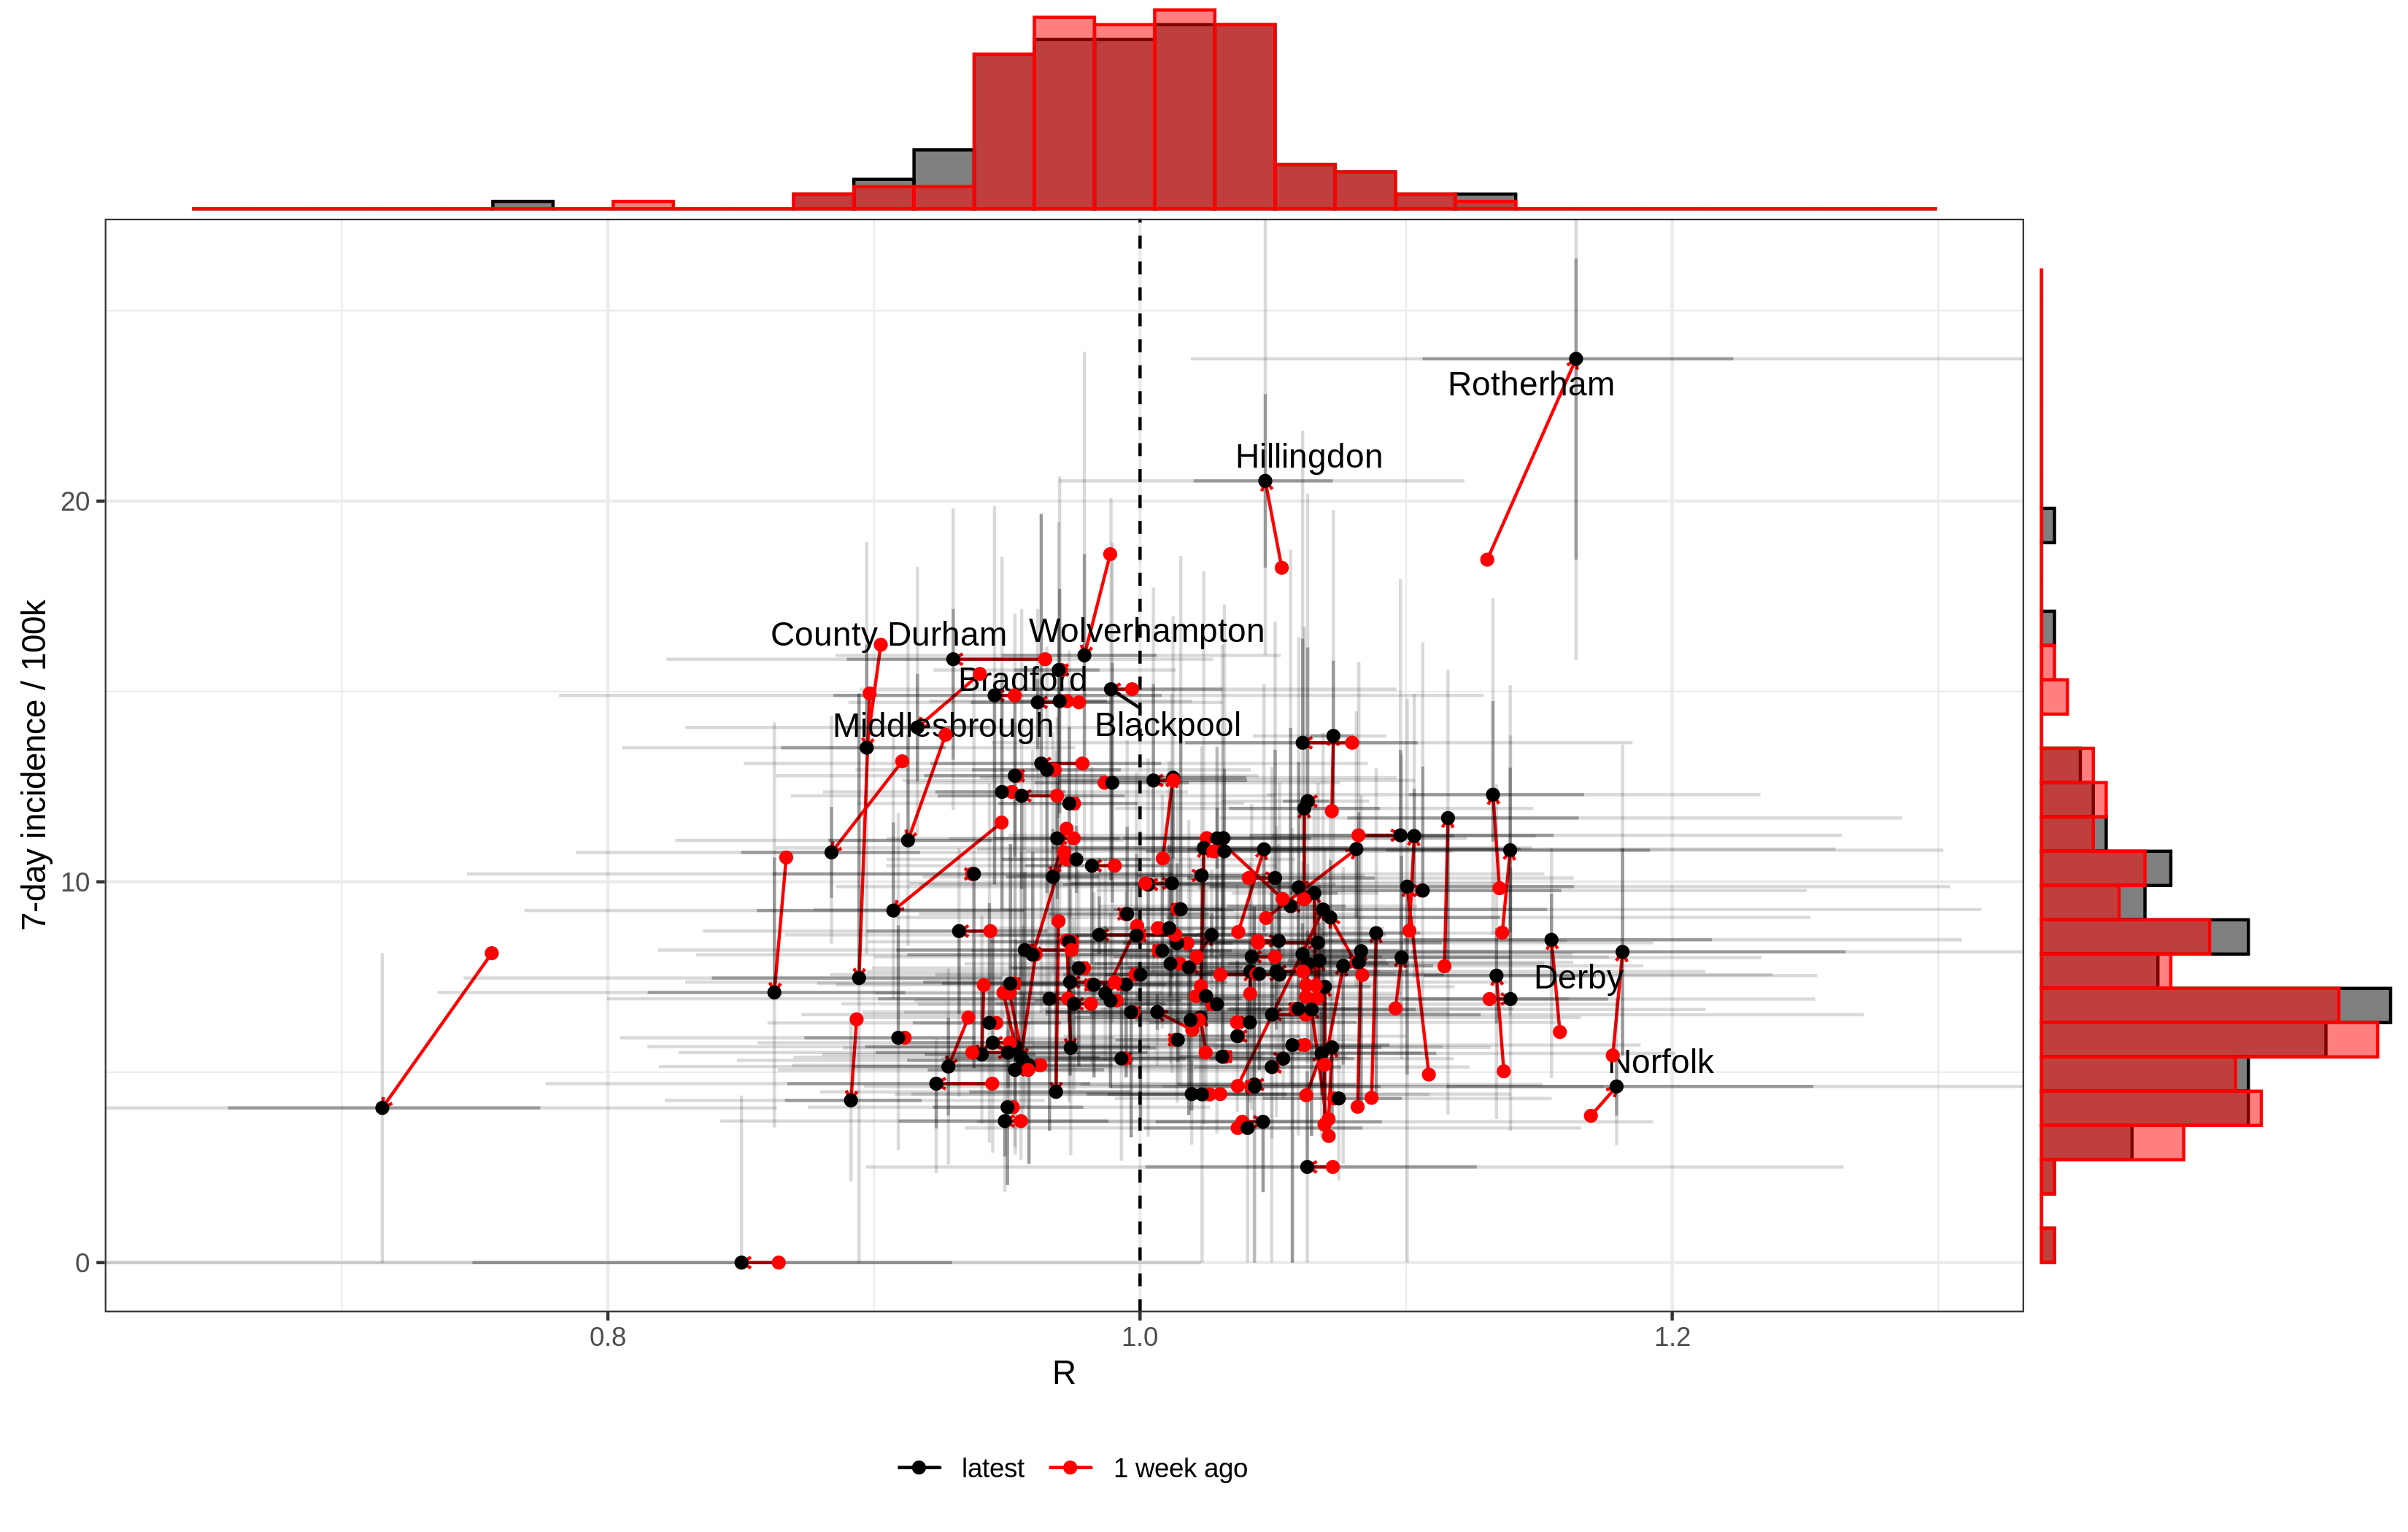 Rotherham
Hillingdon
County Durham
Wolverhampton
Bradford
Middlesbrough
Blackpool
Derby
Norfolk
20
10
0
7-day incidence / 100k
0.8
1.0
1.2
R
latest
1 week ago